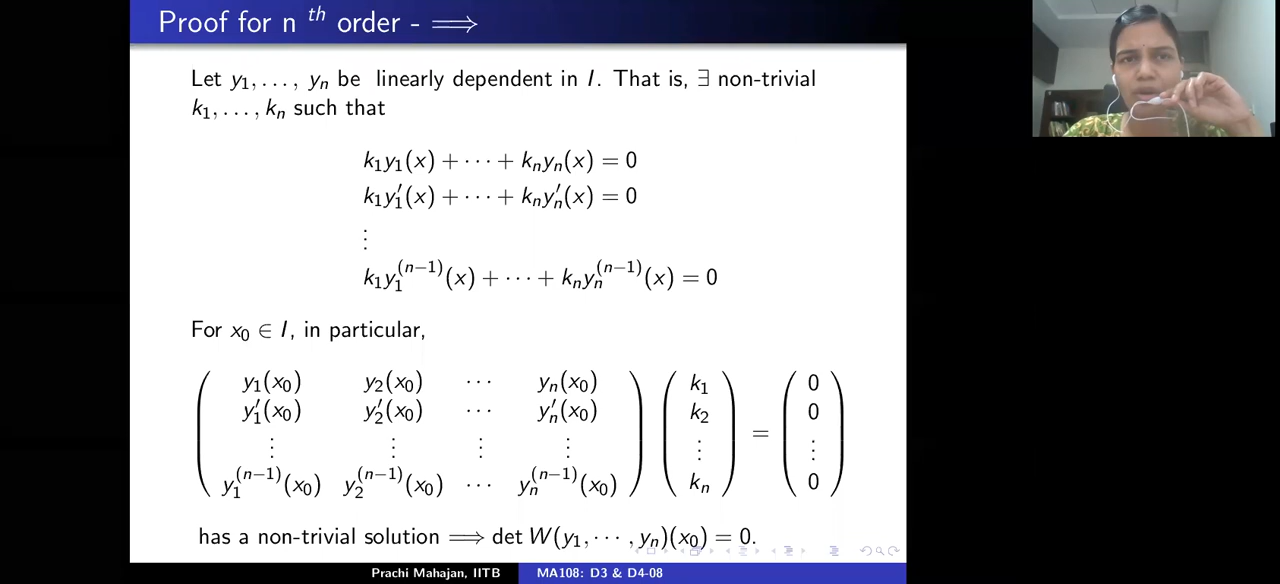 Proof for n th order - ⟹
Let y₁, . . . , yₙ be linearly dependent in I. That is, ∃ non-trivial
k₁, . . . , kₙ such that
k₁y₁(x) + · · · + kₙyₙ(x) = 0
k₁y₁′(x) + · · · + kₙyₙ′(x) = 0
⋮
k₁y₁⁽ⁿ⁻¹⁾(x) + · · · + kₙyₙ⁽ⁿ⁻¹⁾(x) = 0
For x₀ ∈ I, in particular,
y₁(x₀) y₂(x₀) · · · yₙ(x₀) k₁ 0
y₁′(x₀) y₂′(x₀) · · · yₙ′(x₀) k₂ 0
⋮ ⋮ ⋮ ⋮ ⋮ = ⋮
y₁⁽ⁿ⁻¹⁾(x₀) y₂⁽ⁿ⁻¹⁾(x₀) · · · yₙ⁽ⁿ⁻¹⁾(x₀) kₙ 0
has a non-trivial solution ⟹ det W(y₁, · · · , yₙ)(x₀) = 0.
Prachi Mahajan, IITB MA108: D3 & D4-08